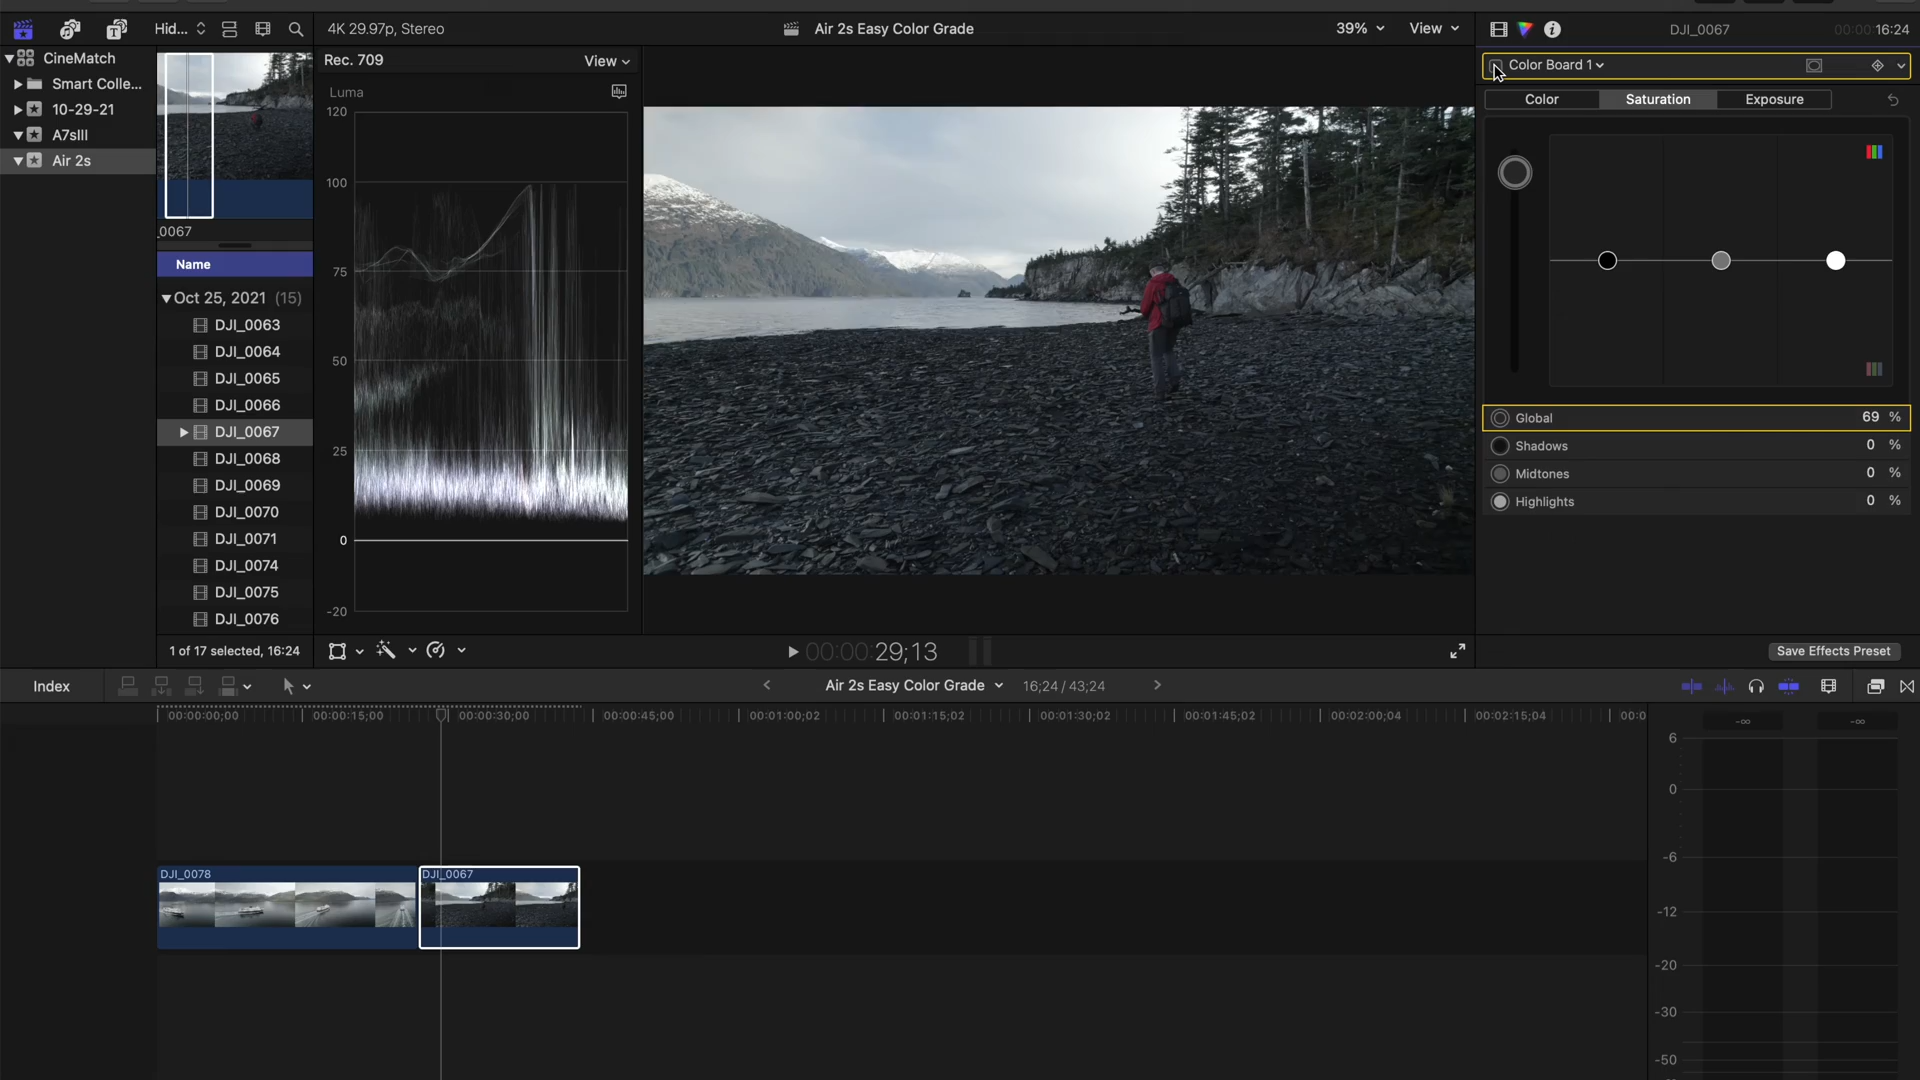 Hid...
4K 29.97p, Stereo
Air 2s Easy Color Grade
39%
View
DJI_0067
00:00:16:24
CineMatch
Smart Colle...
10-29-21
A7sIII
Air 2s
_0067
Name
Oct 25, 2021 (15)
DJI_0063
DJI_0064
DJI_0065
DJI_0066
DJI_0067
DJI_0068
DJI_0069
DJI_0070
DJI_0071
DJI_0074
DJI_0075
DJI_0076
1 of 17 selected, 16:24
Rec. 709
View
Luma
120
100
75
50
25
0
-20
00:00:29;13
Color Board 1
Color
Saturation
Exposure
Global 69 %
Shadows 0 %
Midtones 0 %
Highlights 0 %
Save Effects Preset
Index
Air 2s Easy Color Grade
16;24 / 43;24
00:00:00;00
00:00:15;00
00:00:30;00
00:00:45;00
00:01:00;02
00:01:15;02
00:01:30;02
00:01:45;02
00:02:00;04
00:02:15;04
00:0
DJI_0078
DJI_0067
-∞
-∞
6
0
-6
-12
-20
-30
-50